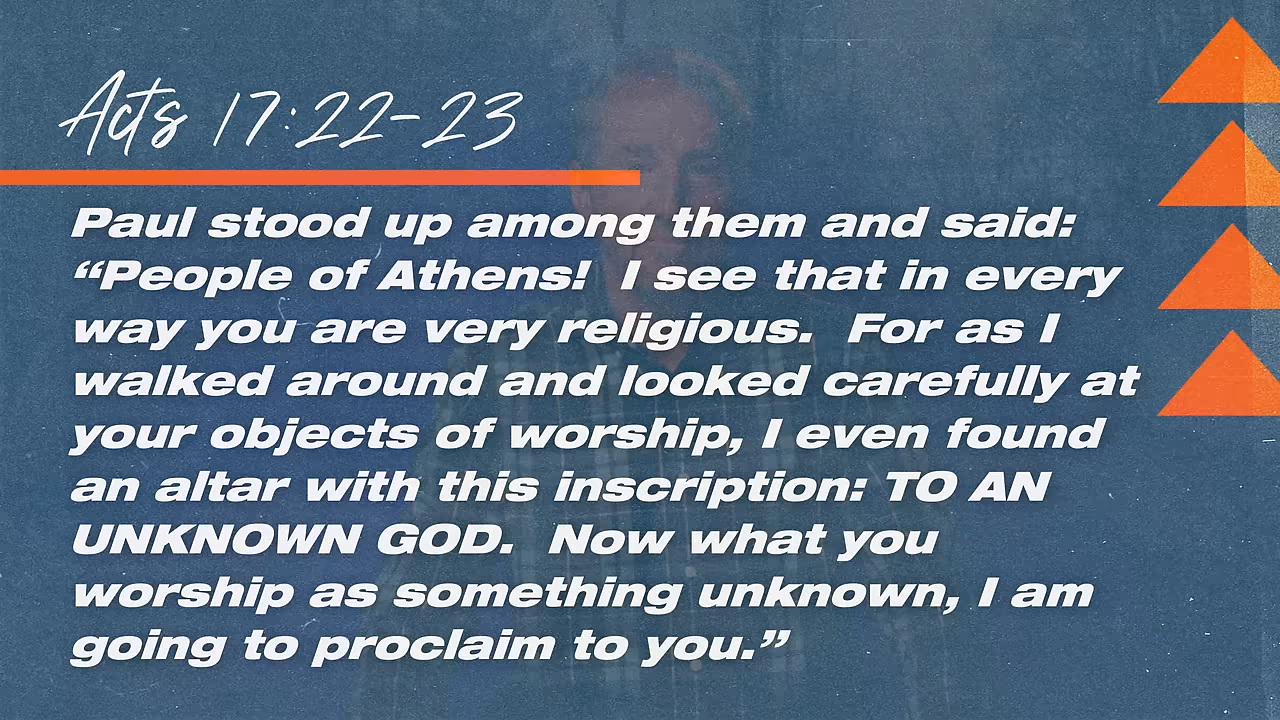 Acts 17:22-23
Paul stood up among them and said:
“People of Athens!  I see that in every
way you are very religious.  For as I
walked around and looked carefully at
your objects of worship, I even found
an altar with this inscription: TO AN
UNKNOWN GOD.  Now what you
worship as something unknown, I am
going to proclaim to you.”